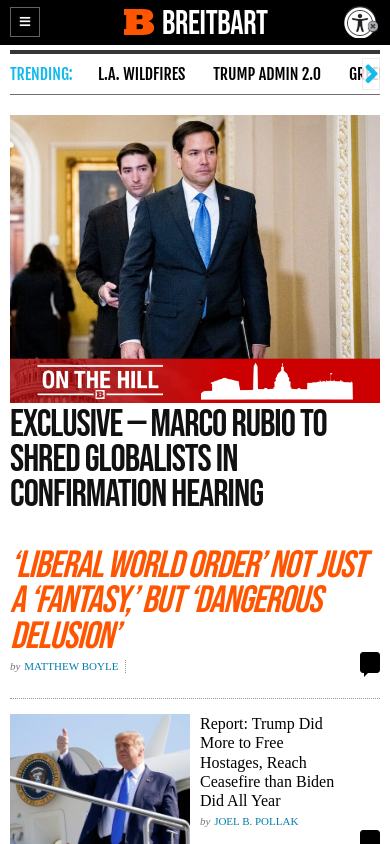 B BREITBART
TRENDING: L.A. WILDFIRES TRUMP ADMIN 2.0
ON THE HILL
B
EXCLUSIVE — MARCO RUBIO TO
SHRED GLOBALISTS IN
CONFIRMATION HEARING
‘LIBERAL WORLD ORDER’ NOT JUST
A ‘FANTASY,’ BUT ‘DANGEROUS
DELUSION’
by MATTHEW BOYLE
Report: Trump Did
More to Free
Hostages, Reach
Ceasefire than Biden
Did All Year
by JOEL B. POLLAK